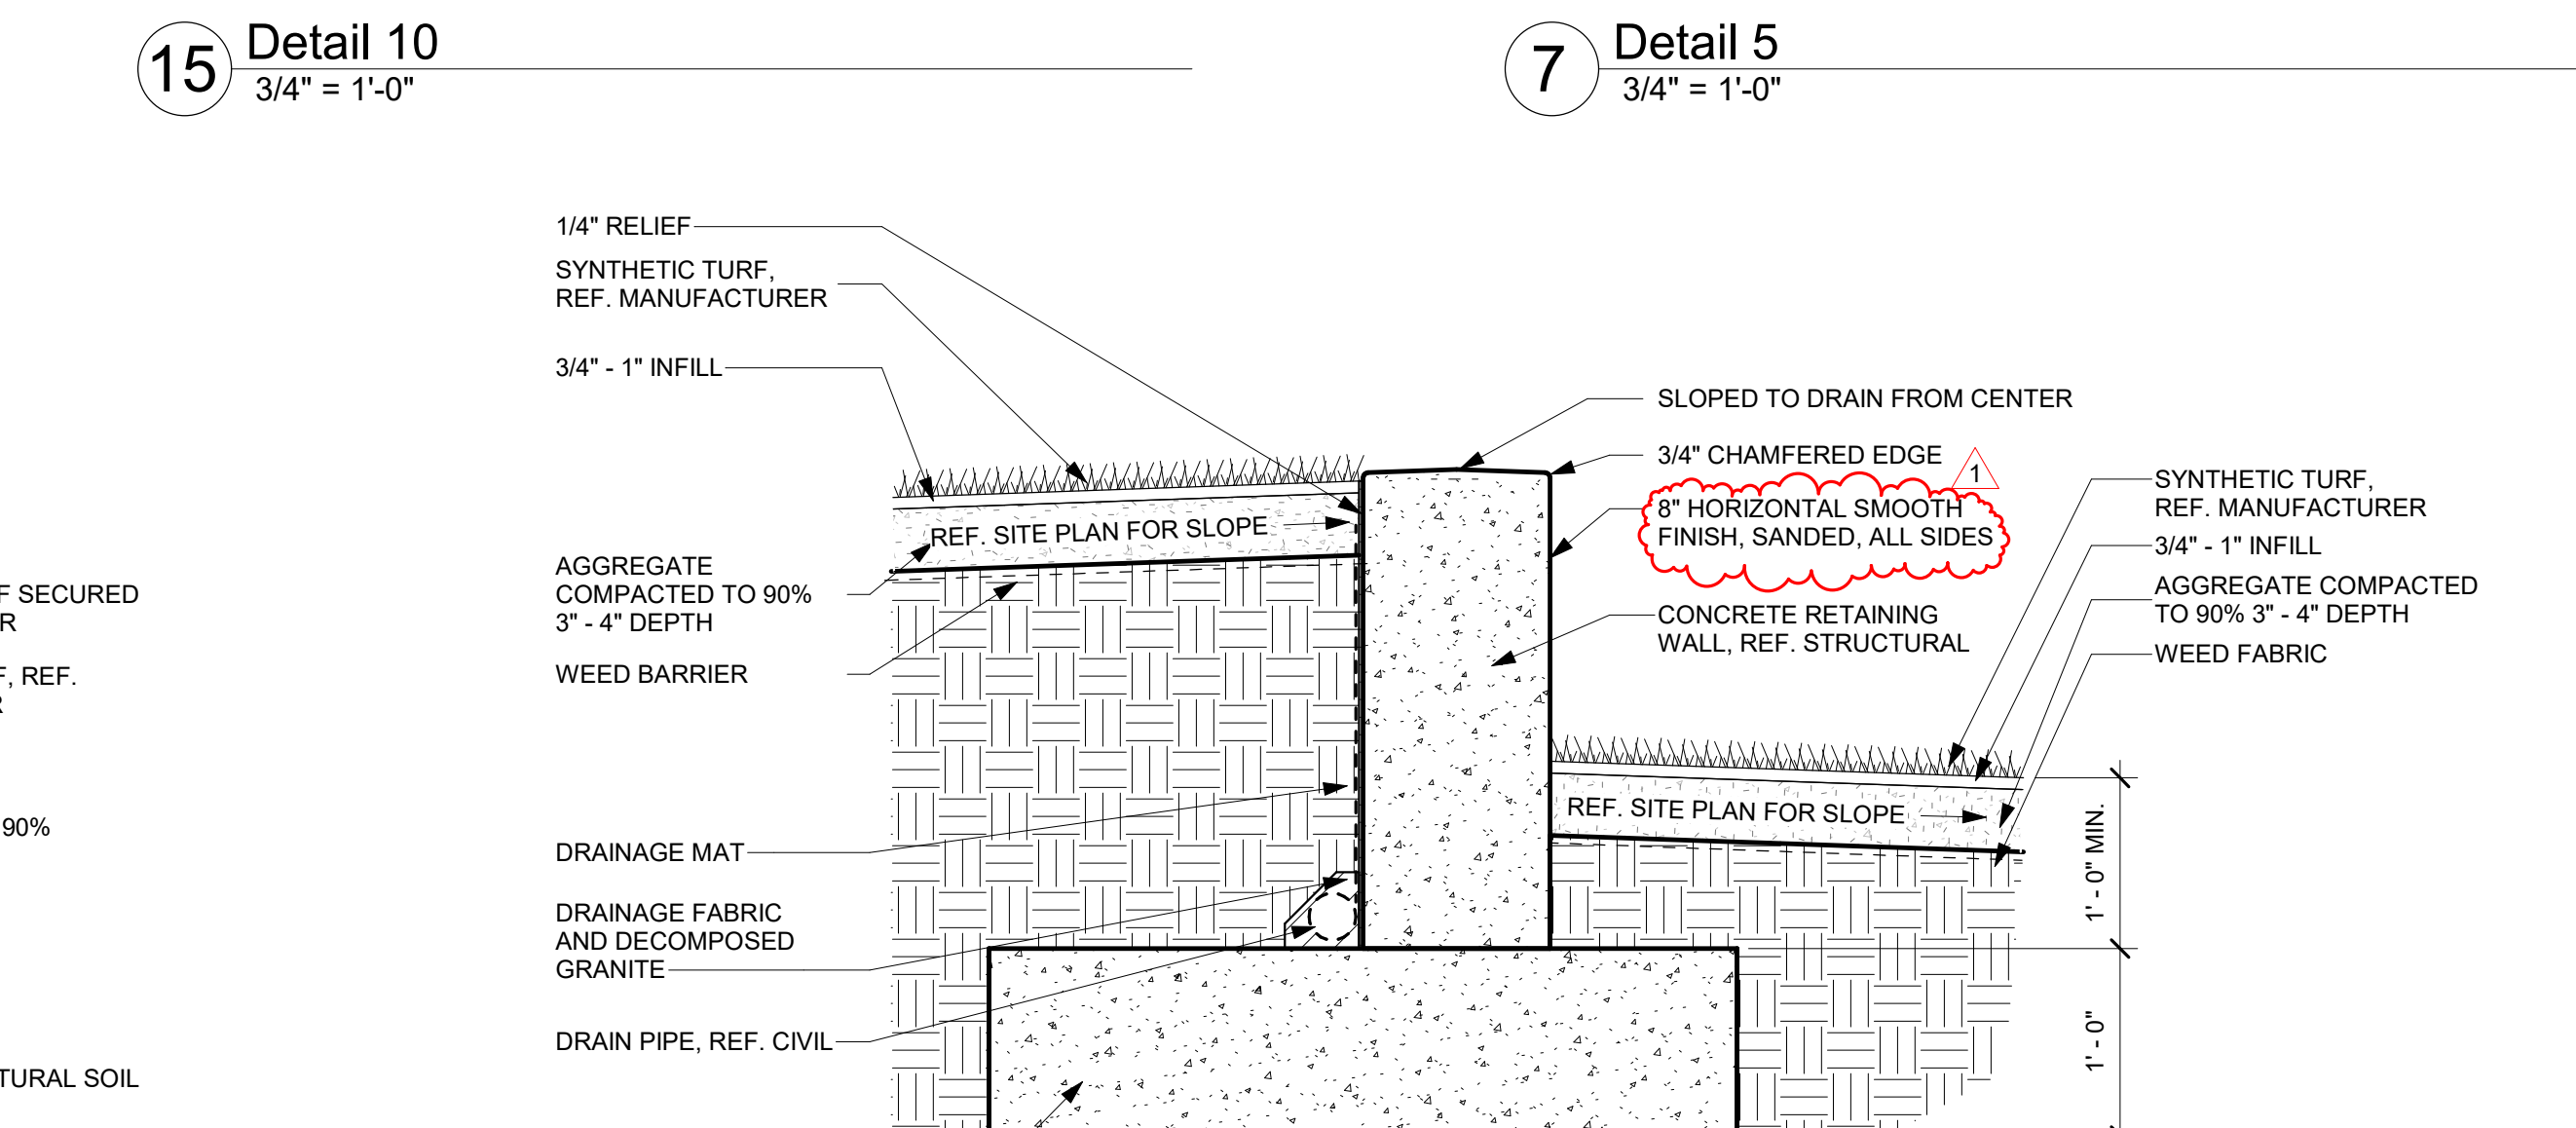 15
Detail 10
3/4" = 1'-0"
7
Detail 5
3/4" = 1'-0"
1/4" RELIEF
SYNTHETIC TURF,
REF. MANUFACTURER
3/4" - 1" INFILL
REF. SITE PLAN FOR SLOPE
AGGREGATE
COMPACTED TO 90%
3" - 4" DEPTH
WEED BARRIER
DRAINAGE MAT
DRAINAGE FABRIC
AND DECOMPOSED
GRANITE
DRAIN PIPE, REF. CIVIL
F SECURED
R
F, REF.
90%
TURAL SOIL
SLOPED TO DRAIN FROM CENTER
3/4" CHAMFERED EDGE
1
8" HORIZONTAL SMOOTH
FINISH, SANDED, ALL SIDES
CONCRETE RETAINING
WALL, REF. STRUCTURAL
SYNTHETIC TURF,
REF. MANUFACTURER
3/4" - 1" INFILL
AGGREGATE COMPACTED
TO 90% 3" - 4" DEPTH
WEED FABRIC
REF. SITE PLAN FOR SLOPE
1' - 0" MIN.
1' - 0"